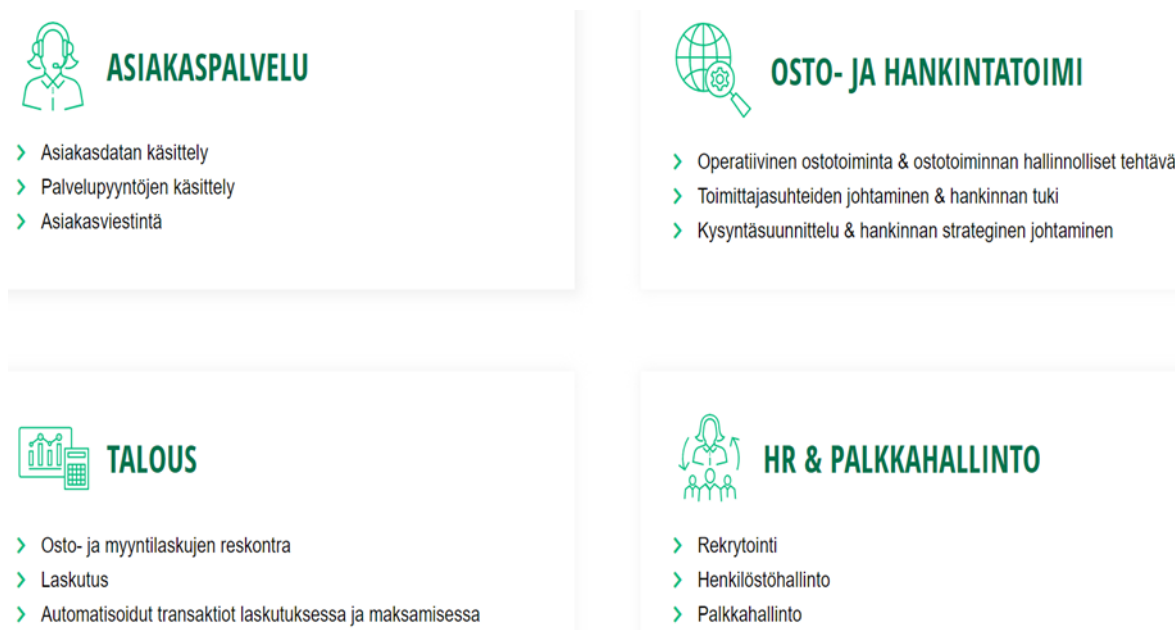 ASIAKASPALVELU
Asiakasdatan käsittely
Palvelupyyntöjen käsittely
Asiakasviestintä
OSTO- JA HANKINTATOIMI
Operatiivinen ostotoiminta & ostotoiminnan hallinnolliset tehtävä
Toimittajasuhteiden johtaminen & hankinnan tuki
Kysyntäsuunnittelu & hankinnan strateginen johtaminen
TALOUS
Osto- ja myyntilaskujen reskontra
Laskutus
Automatisoidut transaktiot laskutuksessa ja maksamisessa
HR & PALKKAHALLINTO
Rekrytointi
Henkilöstöhallinto
Palkkahallinto